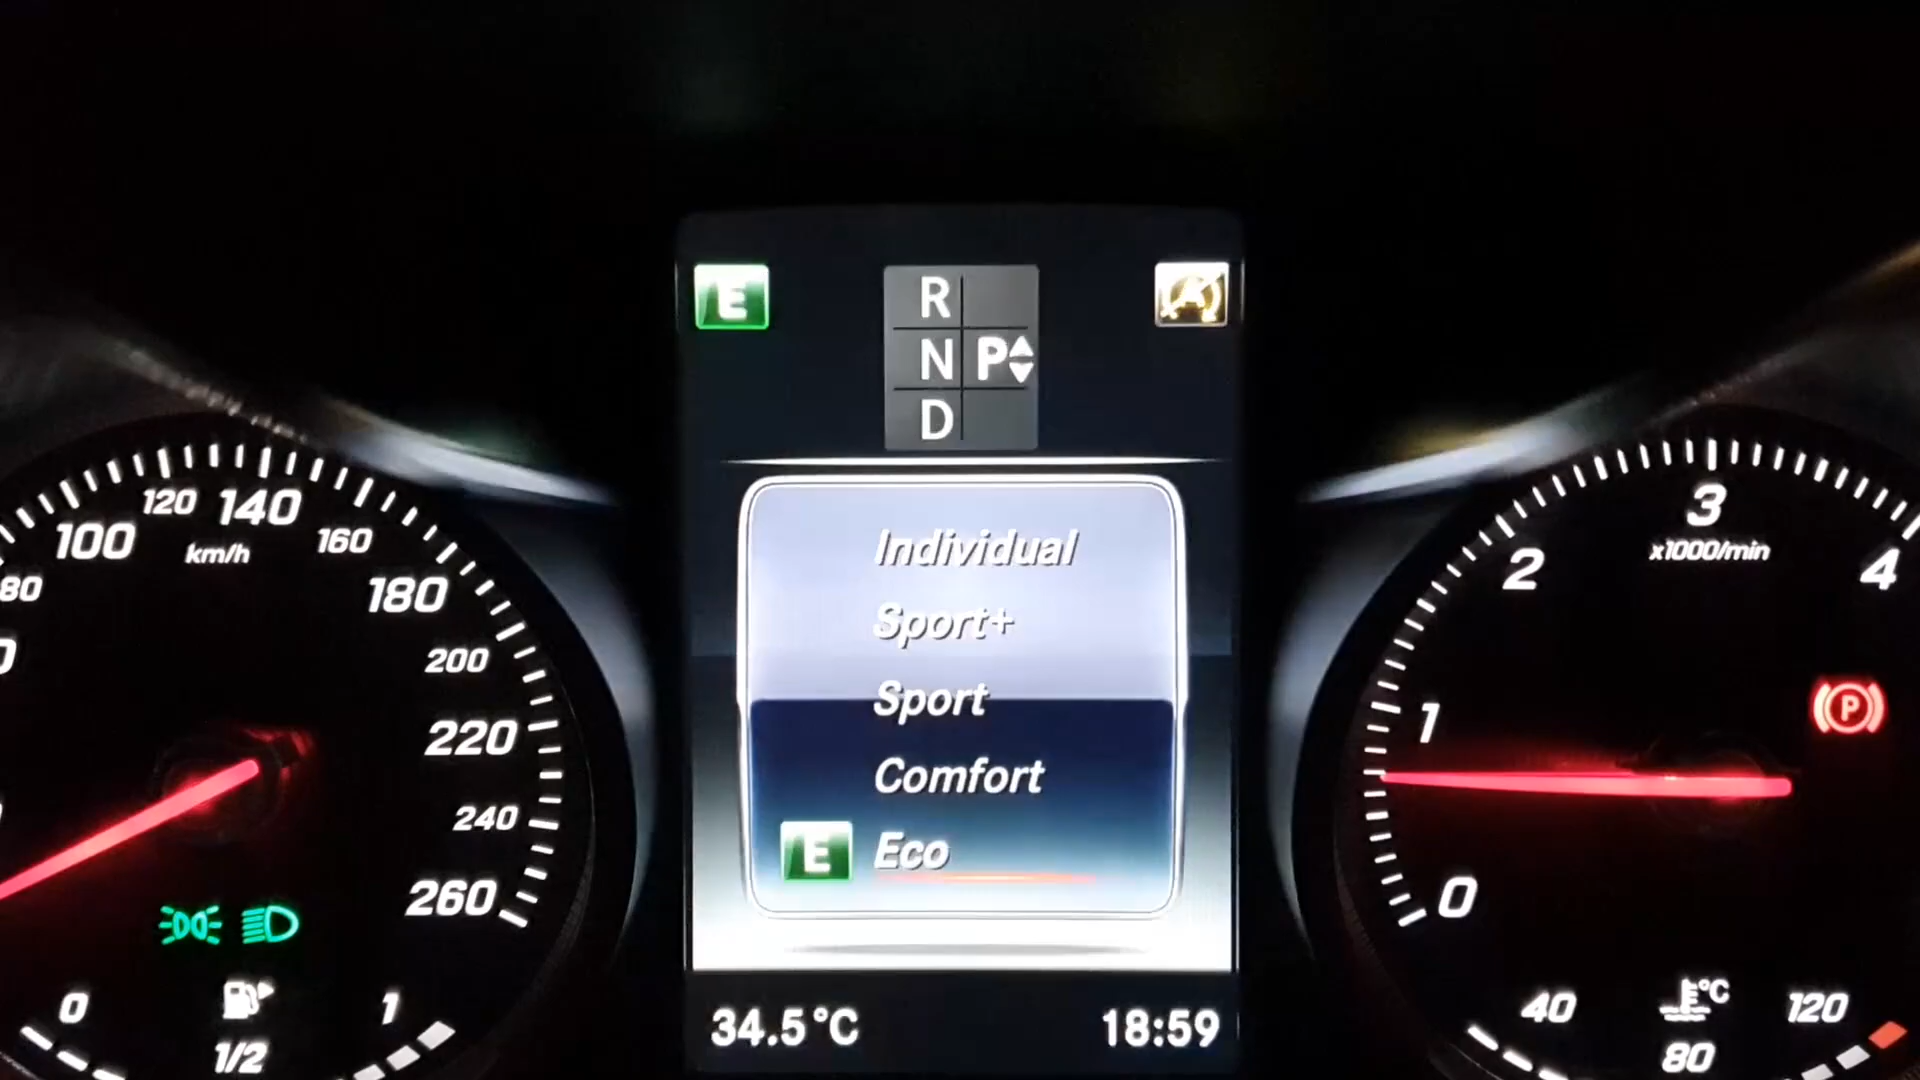 E
R
N P
D
A
Individual
Sport+
Sport
Comfort
E Eco
34.5°C
18:59
80
100
120
140
160
180
200
220
240
260
km/h
0
1/2
1
0
1
2
3
4
x1000/min
P
40
°C
80
120